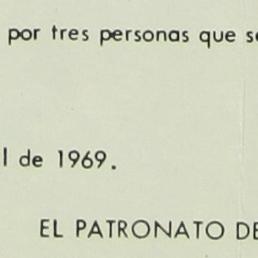 por tres personas que se
l de 1969.
EL PATRONATO DE